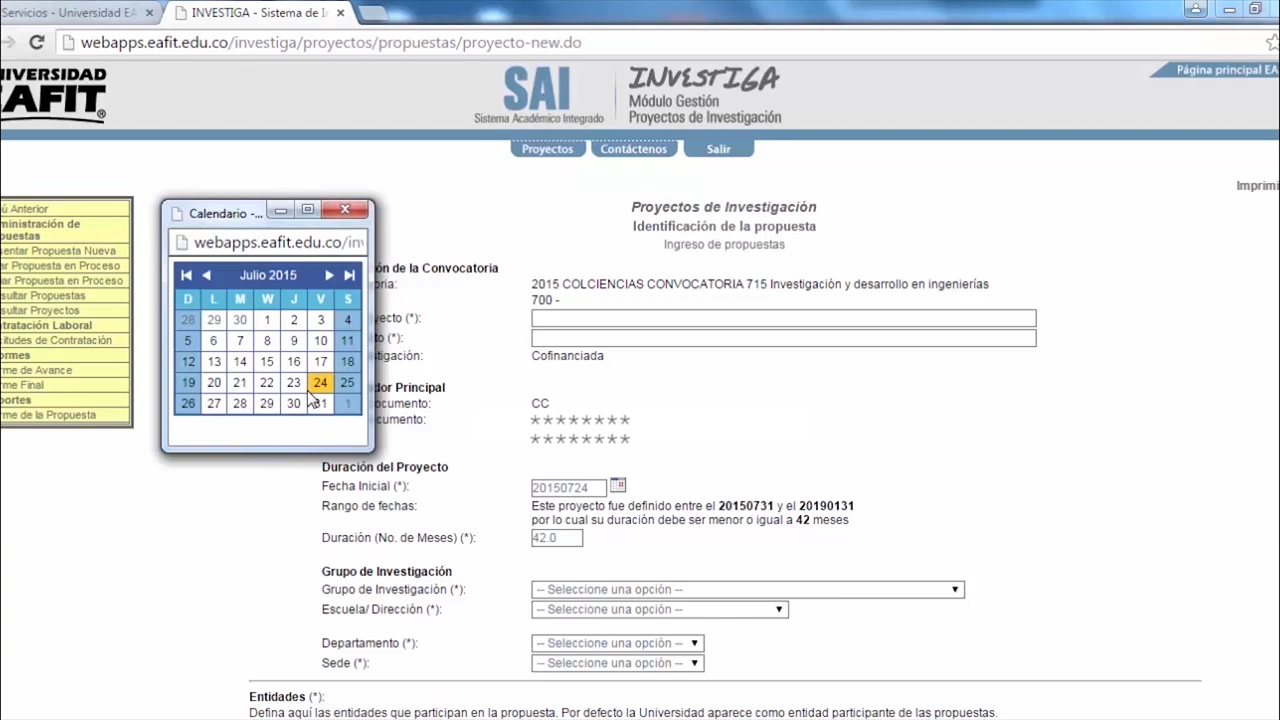 Servicios - Universidad EA
INVESTIGA - Sistema de I
webapps.eafit.edu.co/investiga/proyectos/propuestas/proyecto-new.do
NIVERSIDAD
EAFIT®
SAI
Sistema Académico Integrado
INVESTIGA
Módulo Gestión
Proyectos de Investigación
Página principal EA
Proyectos Contáctenos Salir
Imprimi
nú Anterior
ministración de
puestas
sentar Propuesta Nueva
ar Propuesta en Proceso
inar Propuesta en Proceso
sultar Propuestas
sultar Proyectos
ntratación Laboral
citudes de Contratación
ormes
rme de Avance
rme Final
portes
rme de la Propuesta
Calendario -...
webapps.eafit.edu.co/inv
Julio 2015
D L M W J V S
28 29 30 1 2 3 4
5 6 7 8 9 10 11
12 13 14 15 16 17 18
19 20 21 22 23 24 25
26 27 28 29 30 31 1
Proyectos de Investigación
Identificación de la propuesta
Ingreso de propuestas
ón de la Convocatoria
oria: 2015 COLCIENCIAS CONVOCATORIA 715 Investigación y desarrollo en ingenierías
700 -
yecto (*):
to (*):
tigación: Cofinanciada
dor Principal
ocumento: CC
cumento: ********
********
Duración del Proyecto
Fecha Inicial (*): 20150724
Rango de fechas: Este proyecto fue definido entre el 20150731 y el 20190131
por lo cual su duración debe ser menor o igual a 42 meses
Duración (No. de Meses) (*): 42.0
Grupo de Investigación
Grupo de Investigación (*): -- Seleccione una opción --
Escuela/ Dirección (*): -- Seleccione una opción --
Departamento (*): -- Seleccione una opción --
Sede (*): -- Seleccione una opción --
Entidades (*):
Defina aquí las entidades que participan en la propuesta. Por defecto la Universidad aparece como entidad participante de las propuestas.